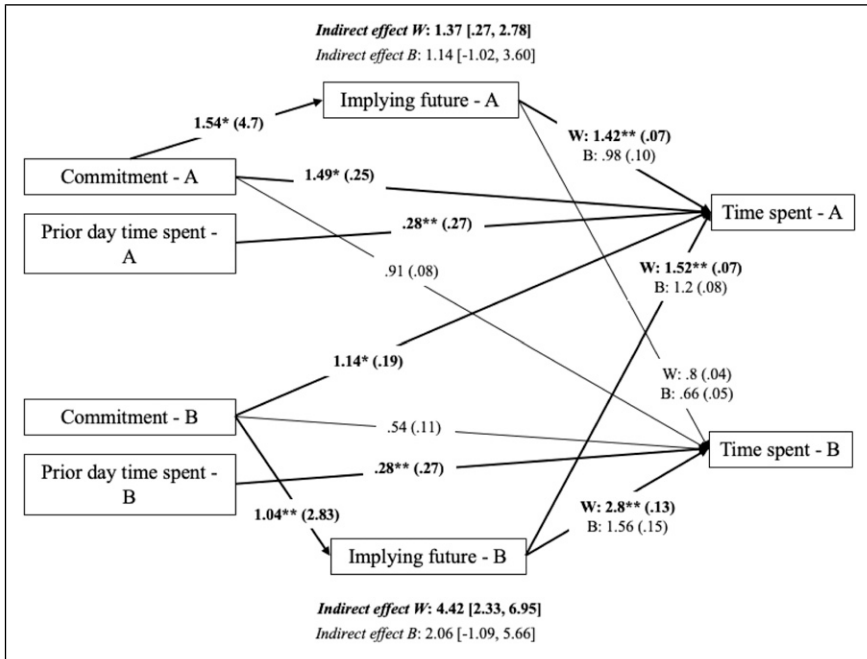 Indirect effect W: 1.37 [.27, 2.78]
Indirect effect B: 1.14 [-1.02, 3.60]
Implying future - A
1.54* (4.7)
W: 1.42** (.07)
B: .98 (.10)
Commitment - A
1.49* (.25)
Time spent - A
Prior day time spent -
A
.28** (.27)
.91 (.08)
W: 1.52** (.07)
B: 1.2 (.08)
1.14* (.19)
W: .8 (.04)
B: .66 (.05)
Commitment - B
.54 (.11)
Time spent - B
Prior day time spent -
B
.28** (.27)
1.04** (2.83)
W: 2.8** (.13)
B: 1.56 (.15)
Implying future - B
Indirect effect W: 4.42 [2.33, 6.95]
Indirect effect B: 2.06 [-1.09, 5.66]